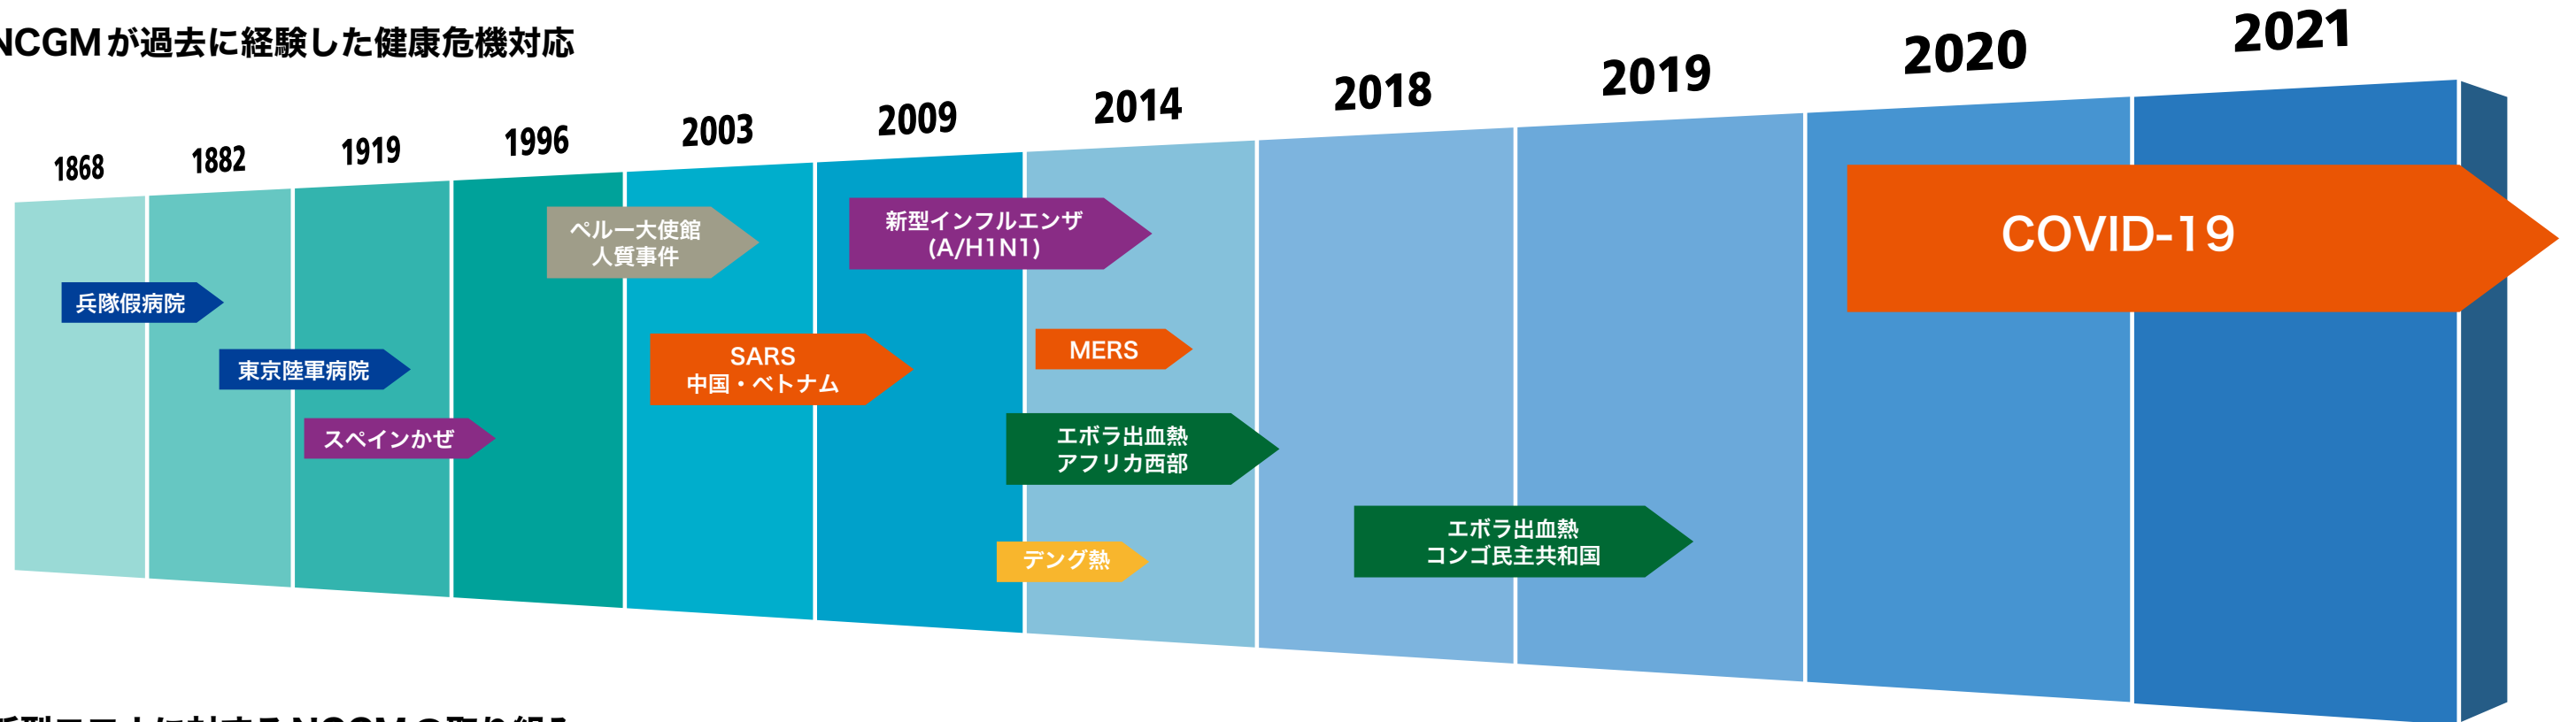 NCGMが過去に経験した健康危機対応
1868
1882
1919
1996
2003
2009
2014
2018
2019
2020
2021
兵隊假病院
東京陸軍病院
スペインかぜ
ペルー大使館
人質事件
SARS
中国・ベトナム
新型インフルエンザ
(A/H1N1)
MERS
エボラ出血熱
アフリカ西部
デング熱
エボラ出血熱
コンゴ民主共和国
COVID-19